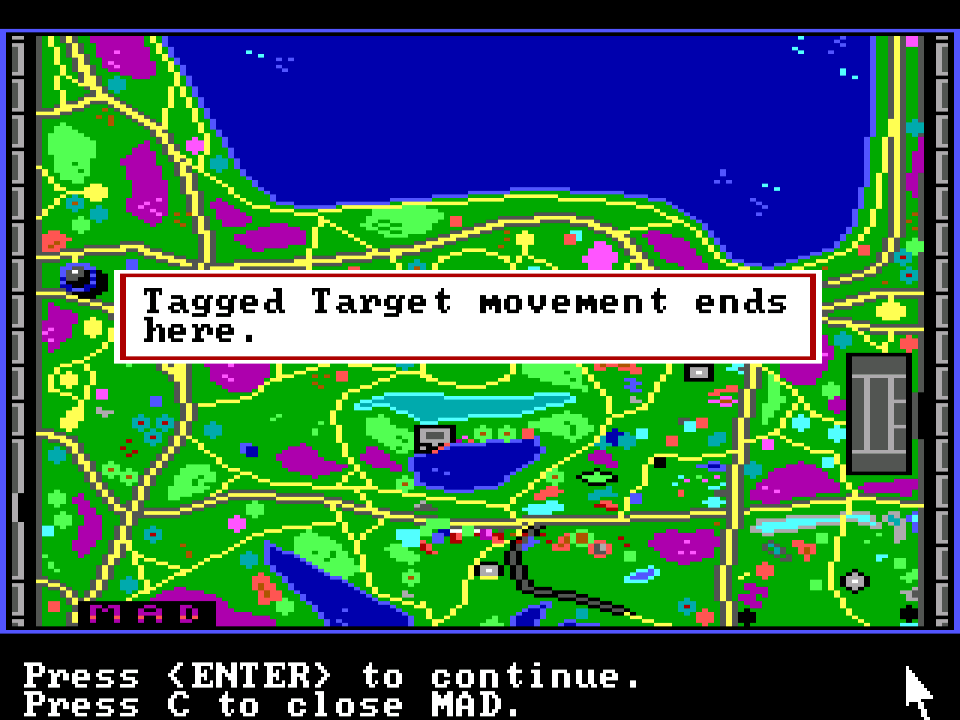 Tagged Target movement ends
here.
MAD
Press <ENTER> to continue.
Press C to close MAD.